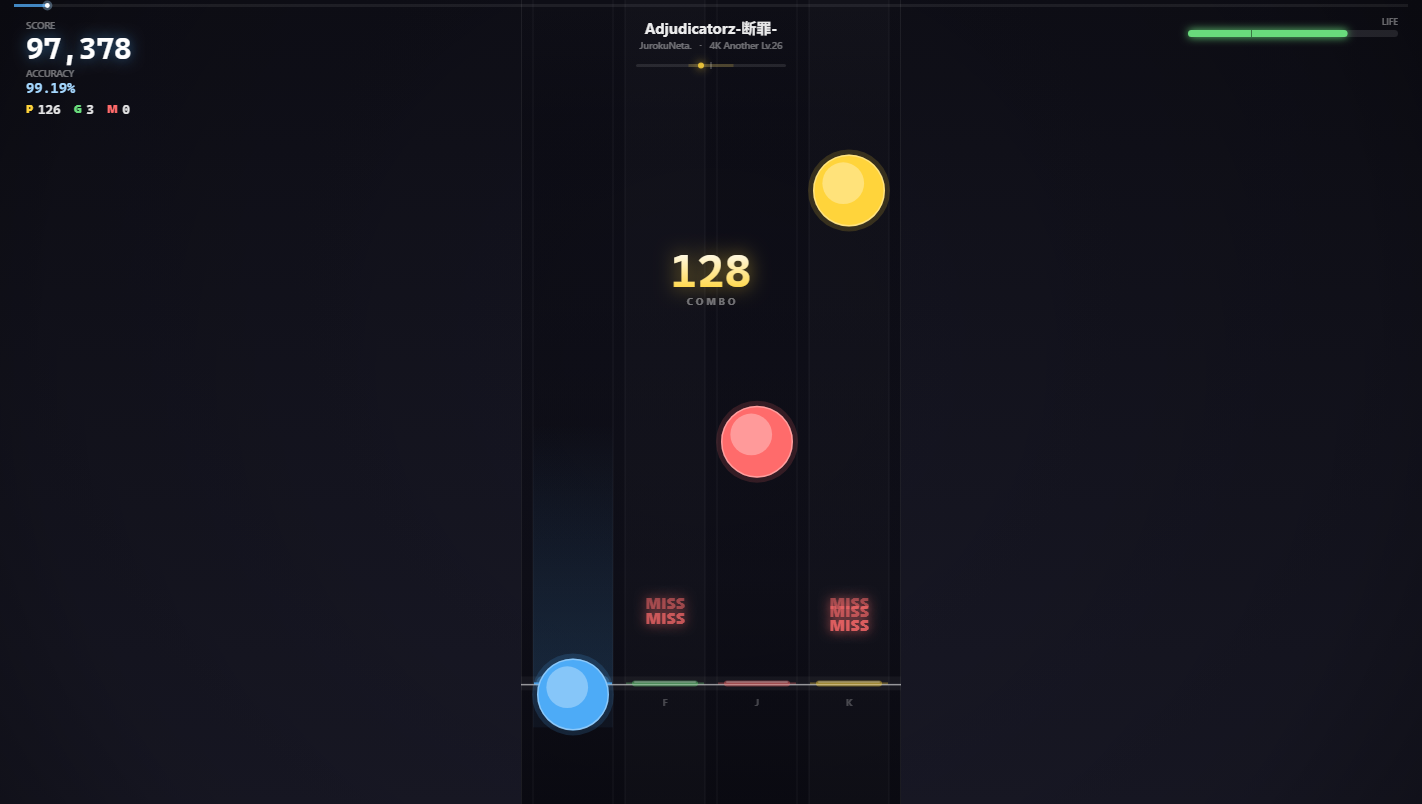 SCORE
97,378
ACCURACY
99.19%
P 126 G 3 M 0
Adjudicatorz-断罪-
JurokuNeta. · 4K Another Lv.26
LIFE
128
COMBO
MISS
MISS
MISS
MISS
MISS
F J K